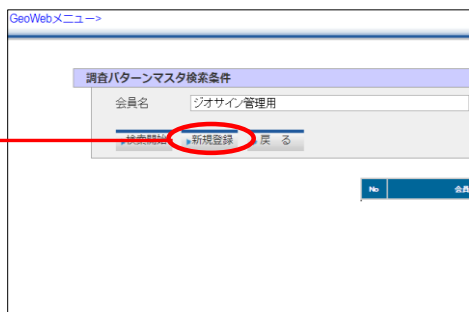 GeoWebメニュー>
調査パターンマスタ検索条件
会員名 ジオサイン管理用
検索開始 新規登録 戻 る
No 会員